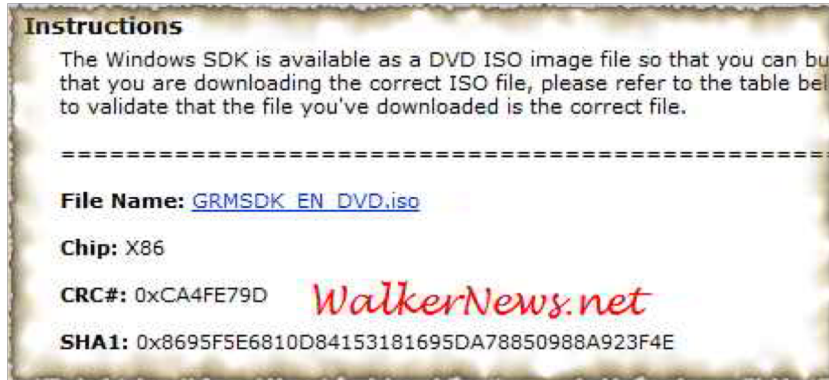 Instructions
The Windows SDK is available as a DVD ISO image file so that you can bu
that you are downloading the correct ISO file, please refer to the table bel
to validate that the file you've downloaded is the correct file.
==================================================
File Name: GRMSDK_EN_DVD.iso
Chip: X86
CRC#: 0xCA4FE79D
WalkerNews.net
SHA1: 0x8695F5E6810D84153181695DA78850988A923F4E